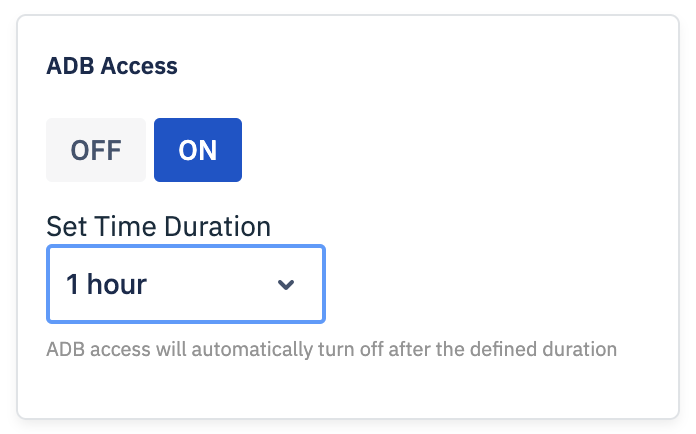 ADB Access
OFF ON
Set Time Duration
1 hour
ADB access will automatically turn off after the defined duration